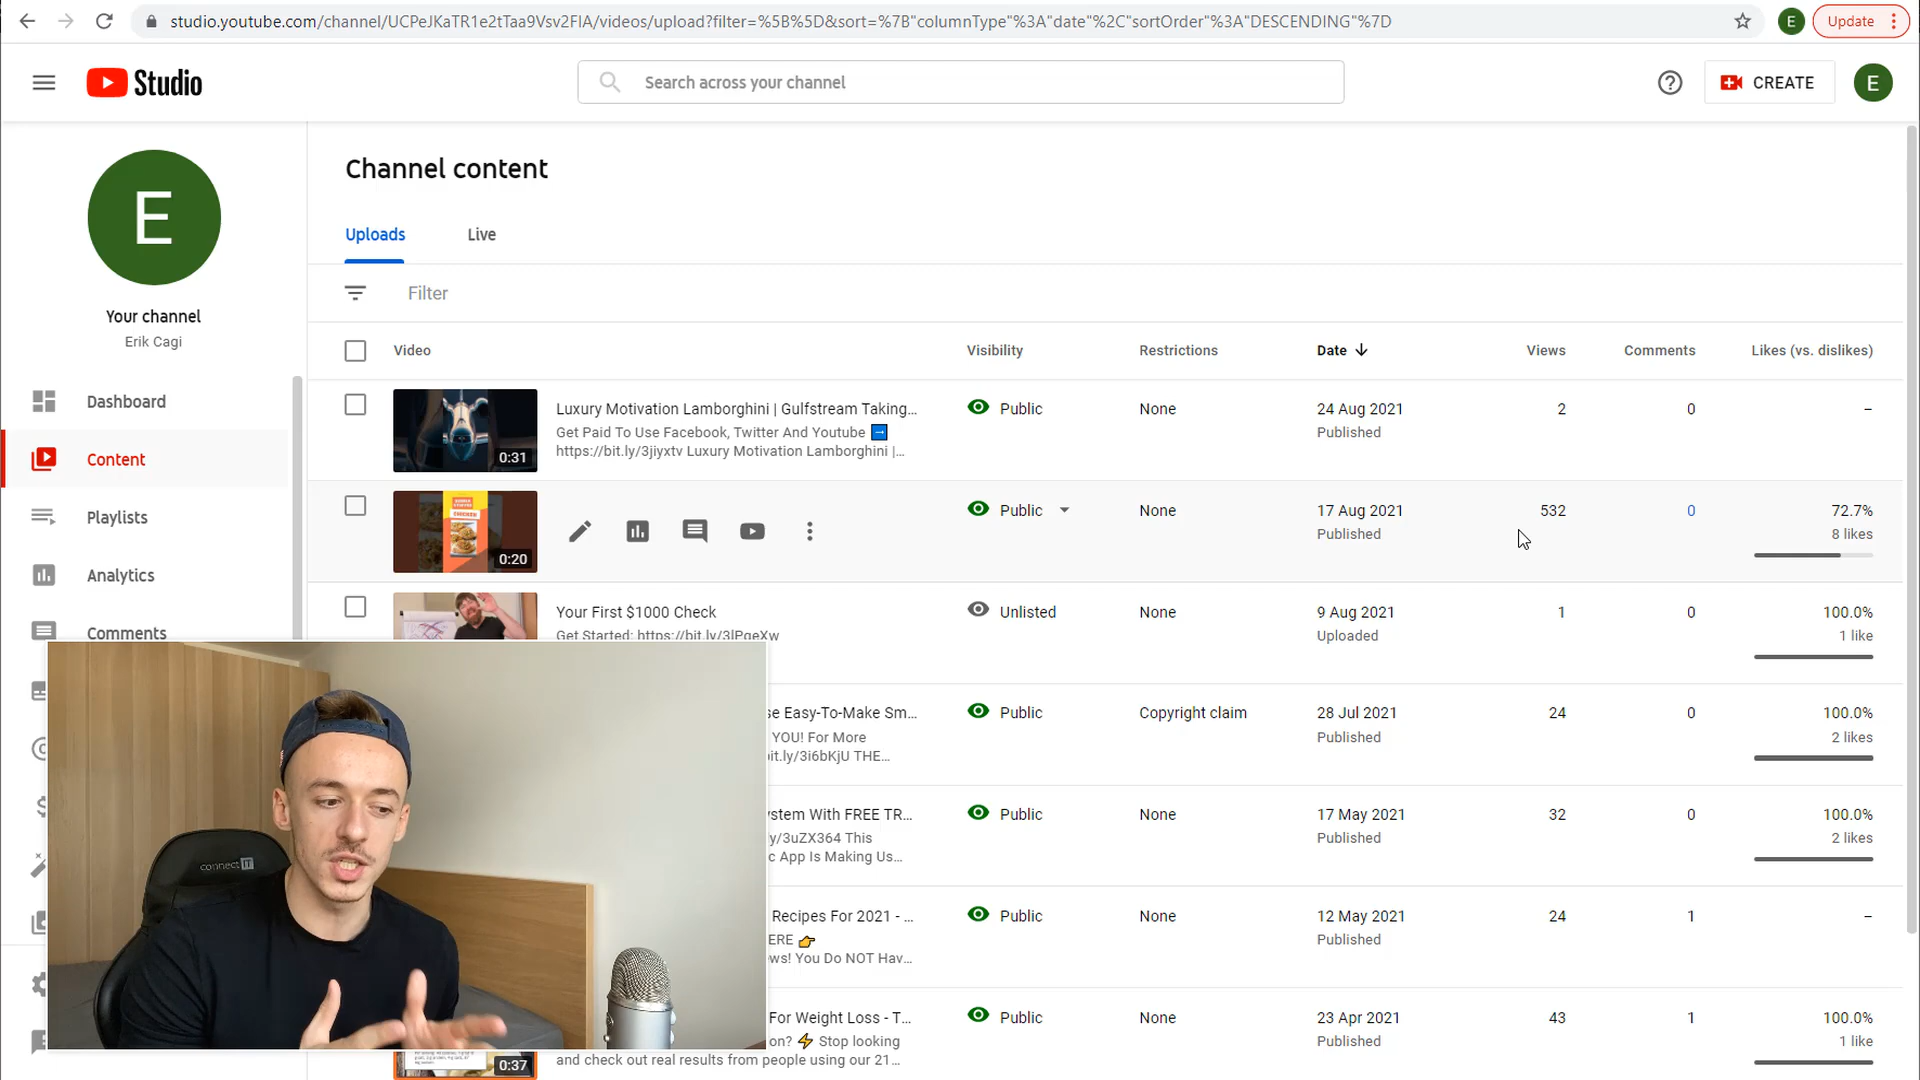 studio.youtube.com/channel/UCPeJKaTR1e2tTaa9Vsv2FlA/videos/upload?filter=%5B%5D&sort=%7B"columnType"%3A"date"%2C"sortOrder"%3A"DESCENDING"%7D
E
Update
Studio
Search across your channel
CREATE
E
E
Your channel
Erik Cagi
Dashboard
Content
Playlists
Analytics
Comments
Channel content
Uploads
Live
Filter
Video Visibility Restrictions Date Views Comments Likes (vs. dislikes)
Luxury Motivation Lamborghini | Gulfstream Taking... Public None 24 Aug 2021 2 0 –
Get Paid To Use Facebook, Twitter And Youtube ➡ Published
https://bit.ly/3jiyxtv Luxury Motivation Lamborghini |...
0:31
CHICKEN
Public None 17 Aug 2021 532 0 72.7%
Published 8 likes
0:20
Your First $1000 Check Unlisted None 9 Aug 2021 1 0 100.0%
Get Started: https://bit.ly/3lPgeXw Uploaded 1 like
se Easy-To-Make Sm... Public Copyright claim 28 Jul 2021 24 0 100.0%
YOU! For More Published 2 likes
bit.ly/3i6bKjU THE...
stem With FREE TR... Public None 17 May 2021 32 0 100.0%
ly/3uZX364 This Published 2 likes
c App Is Making Us...
Recipes For 2021 - ... Public None 12 May 2021 24 1 –
ERE 👉 Published
ws! You Do NOT Hav...
For Weight Loss - T... Public None 23 Apr 2021 43 1 100.0%
on? ⚡ Stop looking Published 1 like
and check out real results from people using our 21...
0:37
connect IT